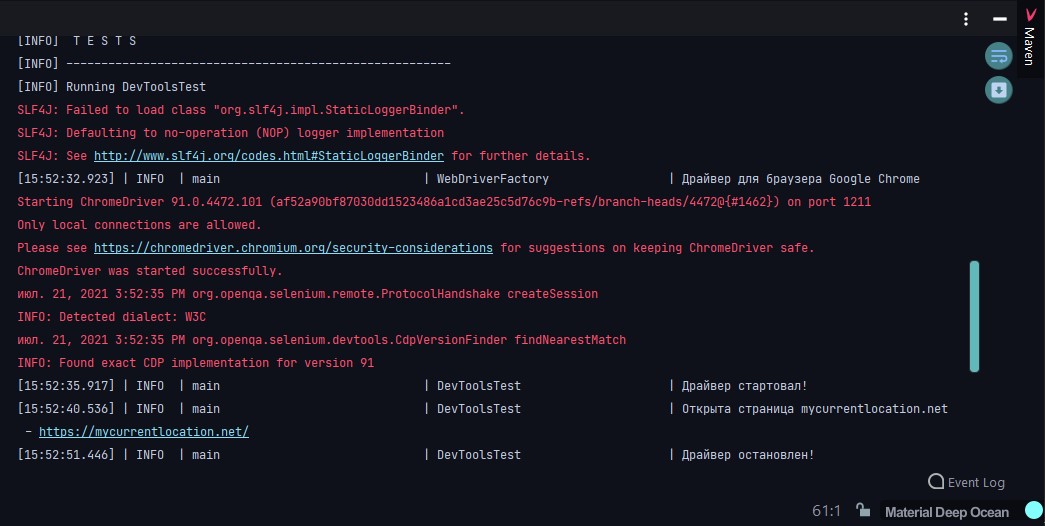 [INFO]  T E S T S
[INFO] -------------------------------------------------------
[INFO] Running DevToolsTest
SLF4J: Failed to load class "org.slf4j.impl.StaticLoggerBinder".
SLF4J: Defaulting to no-operation (NOP) logger implementation
SLF4J: See http://www.slf4j.org/codes.html#StaticLoggerBinder for further details.
[15:52:32.923] | INFO  | main                             | WebDriverFactory                 | Драйвер для браузера Google Chrome
Starting ChromeDriver 91.0.4472.101 (af52a90bf87030dd1523486a1cd3ae25c5d76c9b-refs/branch-heads/4472@{#1462}) on port 1211
Only local connections are allowed.
Please see https://chromedriver.chromium.org/security-considerations for suggestions on keeping ChromeDriver safe.
ChromeDriver was started successfully.
июл. 21, 2021 3:52:35 PM org.openqa.selenium.remote.ProtocolHandshake createSession
INFO: Detected dialect: W3C
июл. 21, 2021 3:52:35 PM org.openqa.selenium.devtools.CdpVersionFinder findNearestMatch
INFO: Found exact CDP implementation for version 91
[15:52:35.917] | INFO  | main                             | DevToolsTest                     | Драйвер стартовал!
[15:52:40.536] | INFO  | main                             | DevToolsTest                     | Открыта страница mycurrentlocation.net
 - https://mycurrentlocation.net/
[15:52:51.446] | INFO  | main                             | DevToolsTest                     | Драйвер остановлен!
Maven
Event Log
61:1
Material Deep Ocean